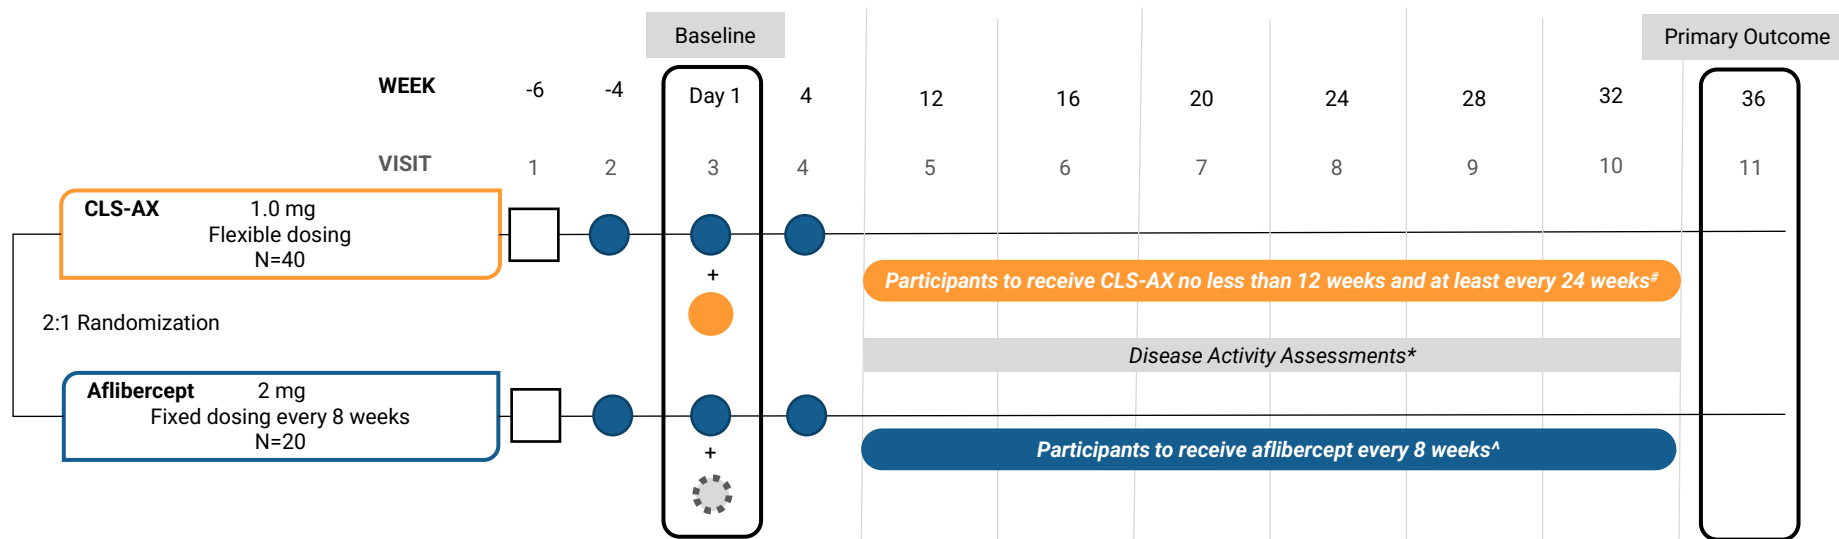 Baseline
Primary Outcome
WEEK -6 -4 Day 1 4 12 16 20 24 28 32 36
VISIT 1 2 3 4 5 6 7 8 9 10 11
CLS-AX 1.0 mg
Flexible dosing
N=40
+
Participants to receive CLS-AX no less than 12 weeks and at least every 24 weeks#
2:1 Randomization
Disease Activity Assessments*
Aflibercept 2 mg
Fixed dosing every 8 weeks
N=20
+
Participants to receive aflibercept every 8 weeks^